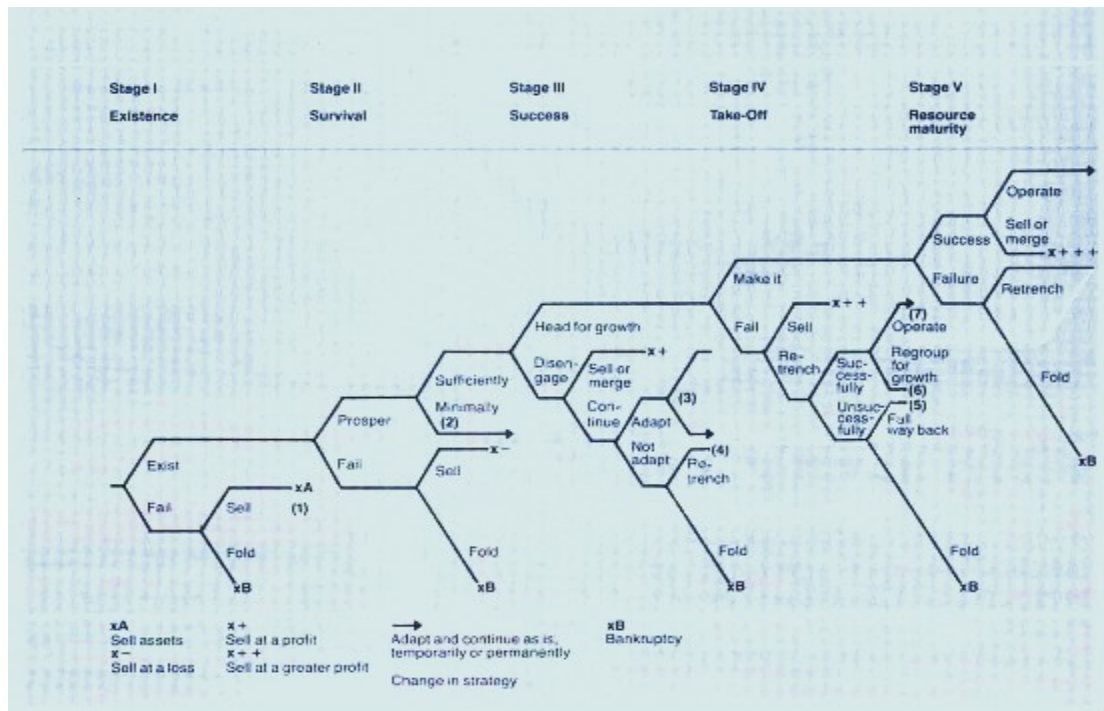 Stage I
Existence
Stage II
Survival
Stage III
Success
Stage IV
Take-Off
Stage V
Resource
maturity
Exist
Fail
Sell
xA
(1)
Fold
xB
Prosper
Fail
Sufficiently
Minimally
(2)
Sell
x−
Fold
xB
Head for growth
Disen-
gage
Sell or
merge
x+
Con-
tinue
Adapt
(3)
Not
adapt
Re-
trench
(4)
Fold
xB
Make it
Fail
Sell
x++
Re-
trench
Suc-
cess-
fully
Operate
(7)
Regroup
for
growth
(6)
Unsuc-
cess-
fully
(5)
Fall
way back
Fold
xB
Success
Operate
Sell or
merge
x+++
Failure
Retrench
Fold
xB
xA
Sell assets
x−
Sell at a loss
x+
Sell at a profit
x++
Sell at a greater profit
Adapt and continue as is,
temporarily or permanently
Change in strategy
xB
Bankruptcy